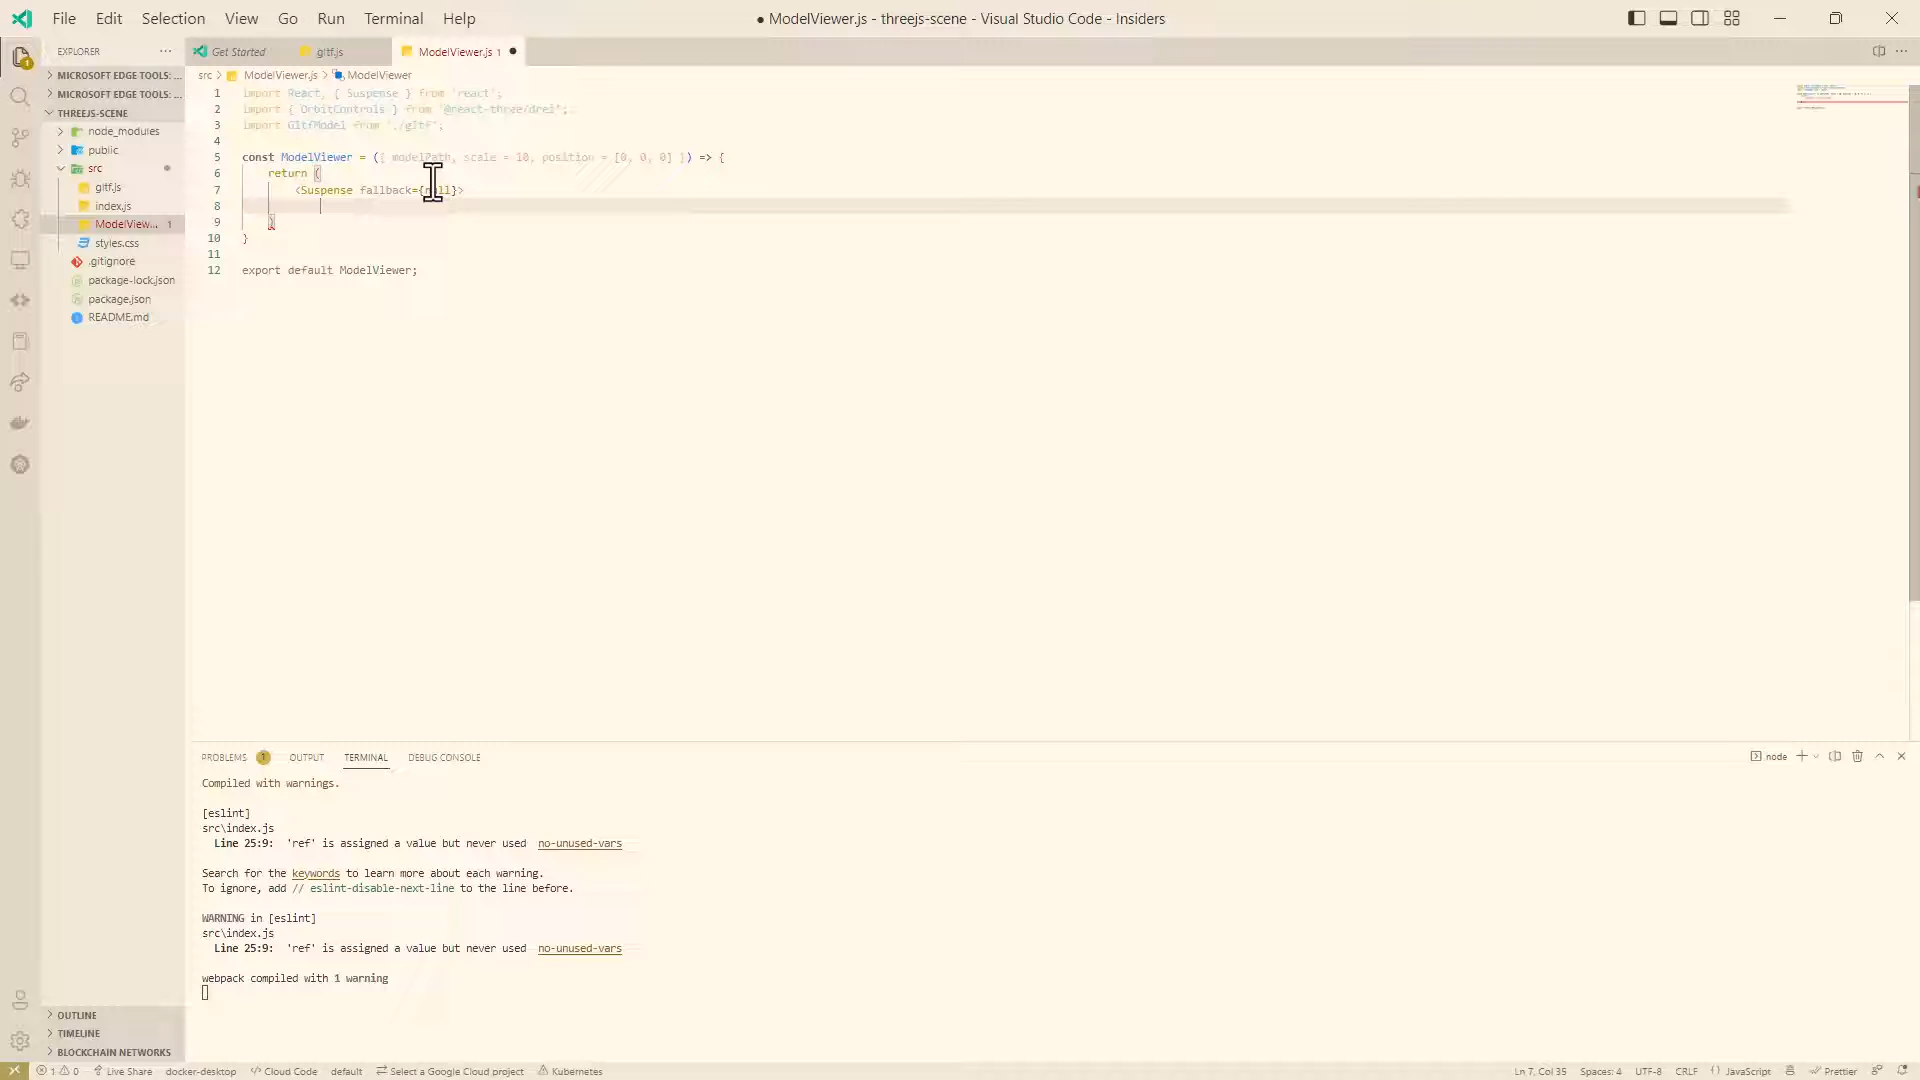 File Edit Selection View Go Run Terminal Help
● ModelViewer.js - threejs-scene - Visual Studio Code - Insiders
EXPLORER
Get Started
gltf.js
ModelViewer.js 1
MICROSOFT EDGE TOOLS: ...
MICROSOFT EDGE TOOLS: ...
THREEJS-SCENE
node_modules
public
src
gltf.js
index.js
ModelView... 1
styles.css
.gitignore
package-lock.json
package.json
README.md
OUTLINE
TIMELINE
BLOCKCHAIN NETWORKS
src > ModelViewer.js > ModelViewer
1 import React, { Suspense } from 'react';
2 import { OrbitControls } from '@react-three/drei';
3 import GltfModel from './gltf';
4
5 const ModelViewer = ({ modelPath, scale = 10, position = [0, 0, 0] }) => {
6 return (
7 <Suspense fallback={null}>
8
9 )
10 }
11
12 export default ModelViewer;
PROBLEMS 1 OUTPUT TERMINAL DEBUG CONSOLE
node
Compiled with warnings.
[eslint]
src\index.js
Line 25:9: 'ref' is assigned a value but never used no-unused-vars
Search for the keywords to learn more about each warning.
To ignore, add // eslint-disable-next-line to the line before.
WARNING in [eslint]
src\index.js
Line 25:9: 'ref' is assigned a value but never used no-unused-vars
webpack compiled with 1 warning
1 0 Live Share docker-desktop Cloud Code default Select a Google Cloud project Kubernetes
Ln 7, Col 35 Spaces: 4 UTF-8 CRLF JavaScript Prettier